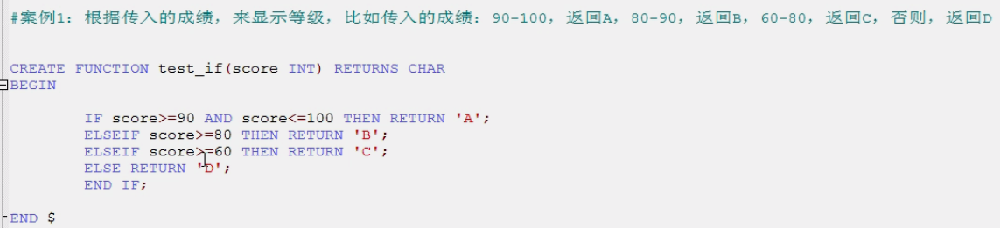 #案例1：根据传入的成绩，来显示等级，比如传入的成绩：90-100，返回A，80-90，返回B，60-80，返回C，否则，返回D
CREATE FUNCTION test_if(score INT) RETURNS CHAR
BEGIN
IF score>=90 AND score<=100 THEN RETURN 'A';
ELSEIF score>=80 THEN RETURN 'B';
ELSEIF score>=60 THEN RETURN 'C';
ELSE RETURN 'D';
END IF;
END $